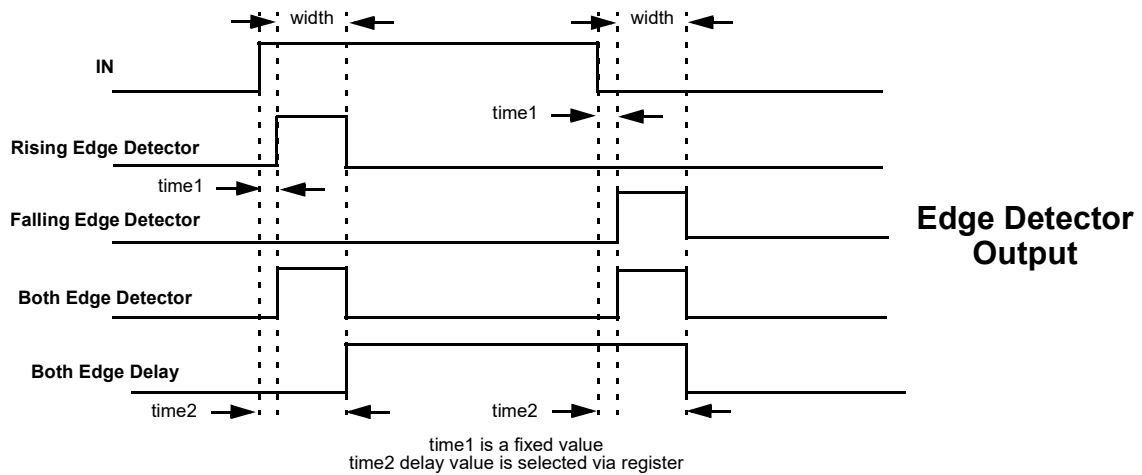 width
width
IN
time1
Rising Edge Detector
time1
Falling Edge Detector
Edge Detector
Output
Both Edge Detector
Both Edge Delay
time2
time2
time1 is a fixed value
time2 delay value is selected via register